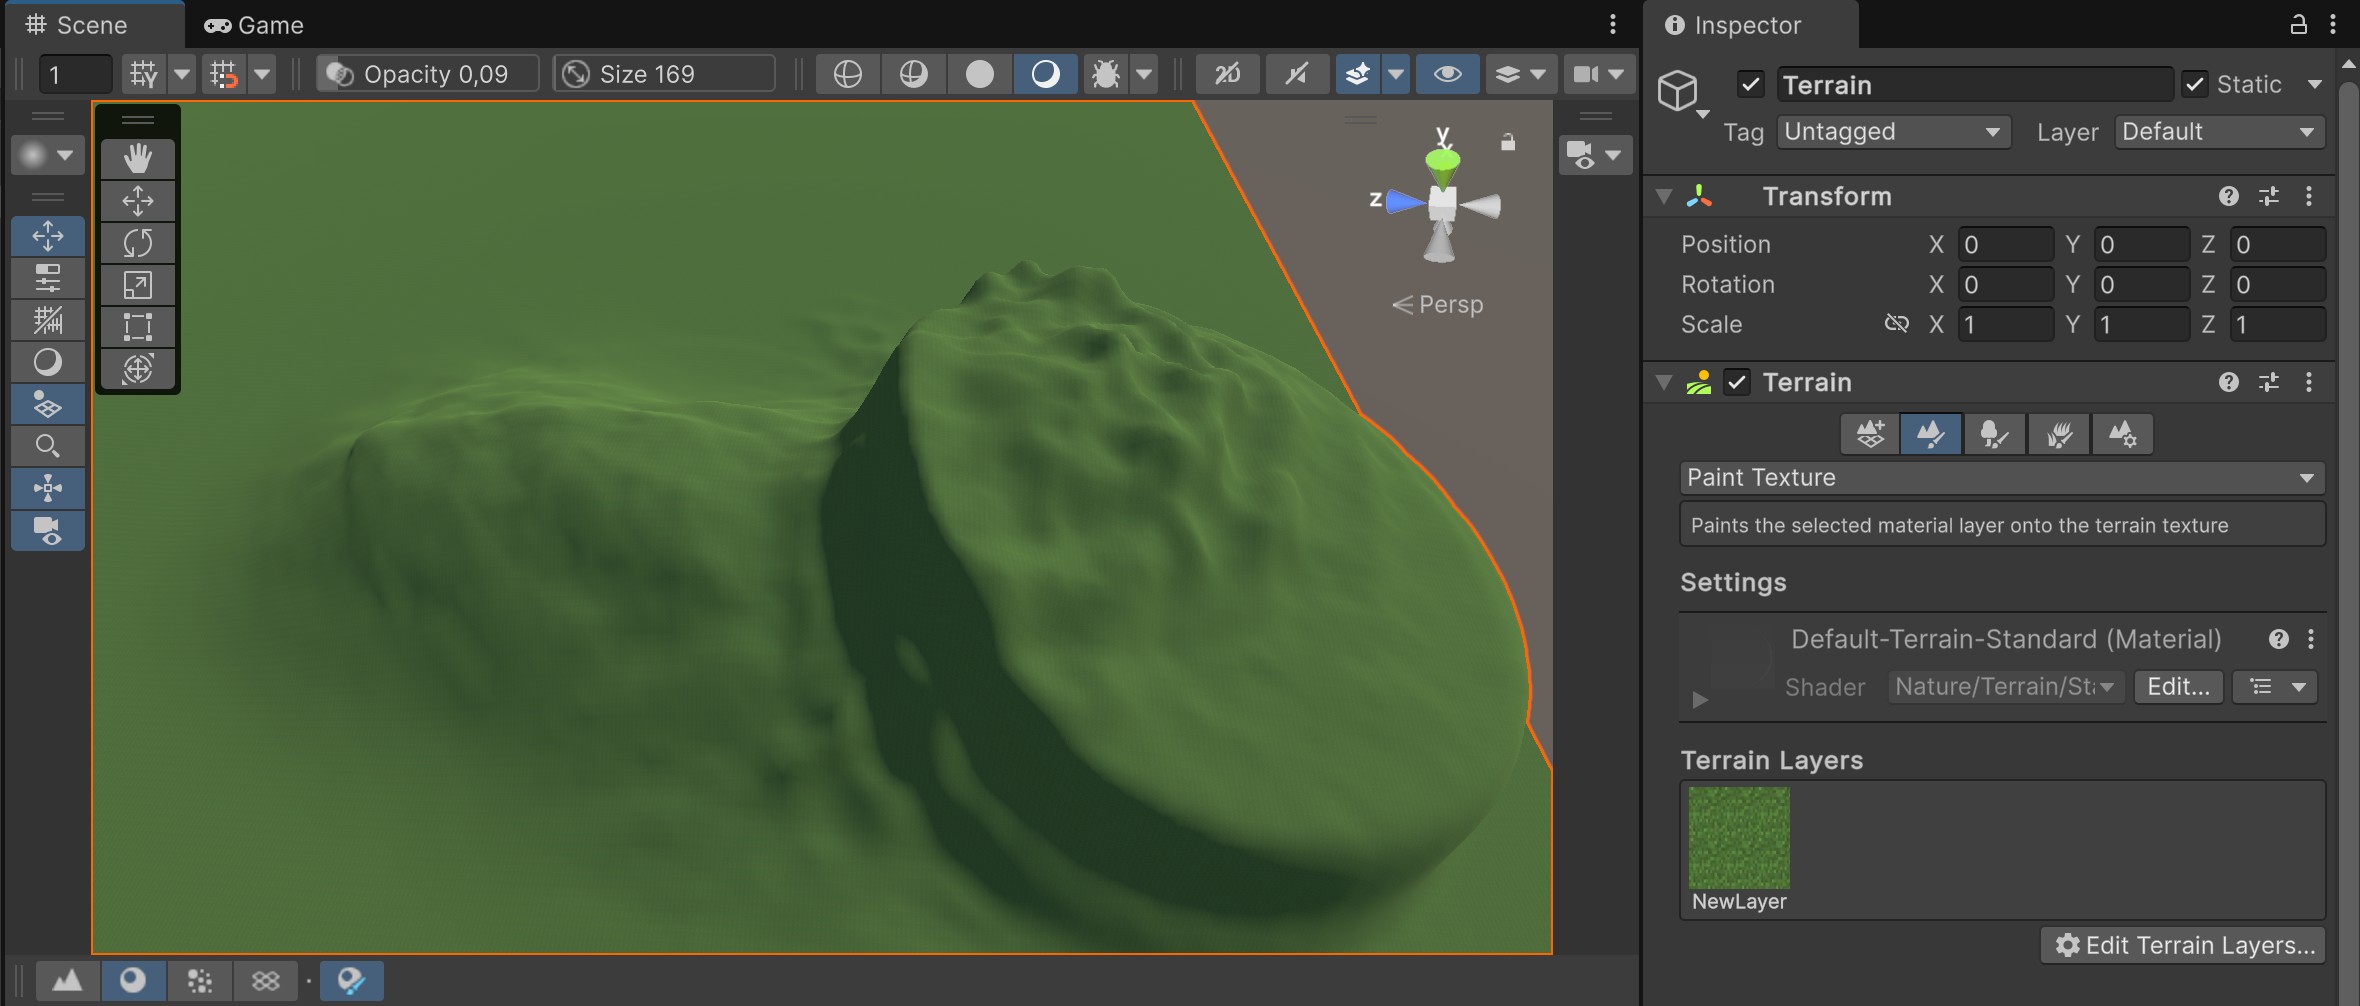 Scene
Game
1
Opacity 0,09
Size 169
2D
y
z
Persp
Inspector
Terrain
Static
Tag Untagged Layer Default
Transform
Position X 0 Y 0 Z 0
Rotation X 0 Y 0 Z 0
Scale X 1 Y 1 Z 1
Terrain
Paint Texture
Paints the selected material layer onto the terrain texture
Settings
Default-Terrain-Standard (Material)
Shader Nature/Terrain/Sta Edit...
Terrain Layers
NewLayer
Edit Terrain Layers...